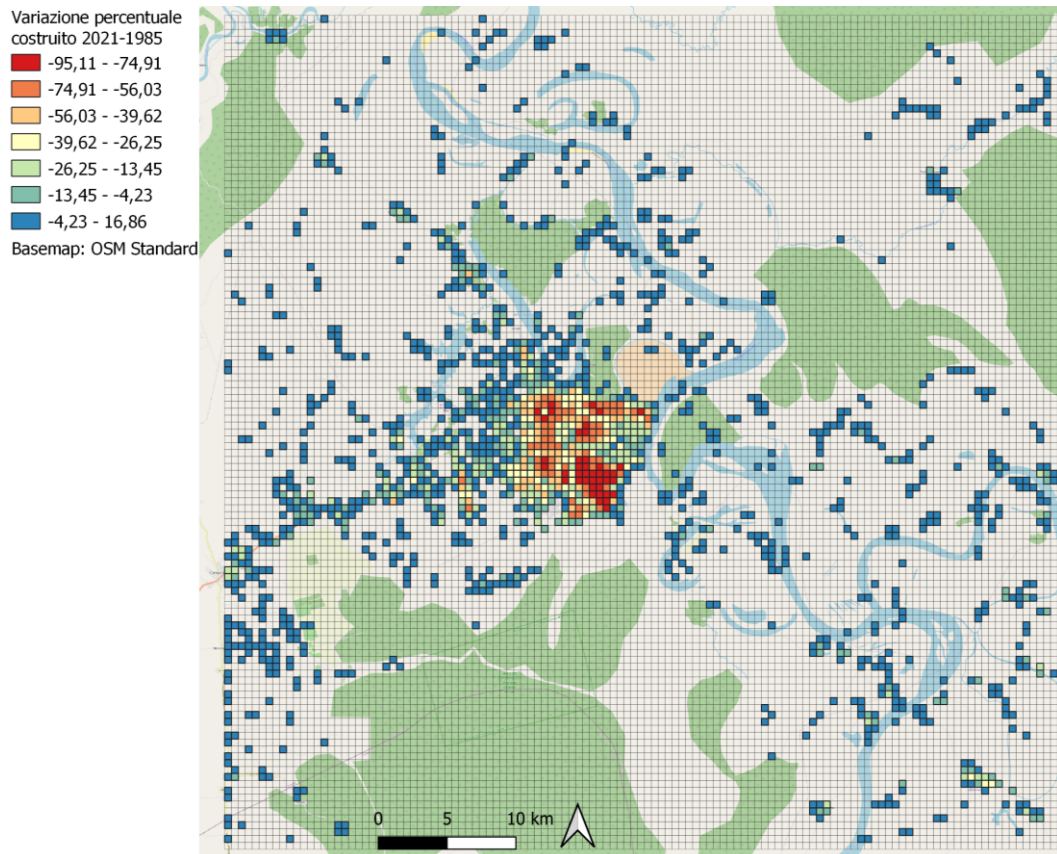 Variazione percentuale
costruito 2021-1985
-95,11 - -74,91
-74,91 - -56,03
-56,03 - -39,62
-39,62 - -26,25
-26,25 - -13,45
-13,45 - -4,23
-4,23 - 16,86
Basemap: OSM Standard
0 5 10 km